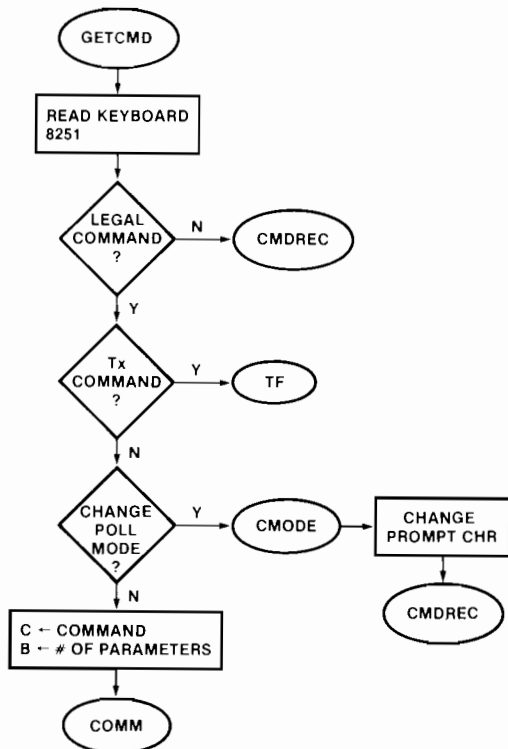 GETCMD
READ KEYBOARD
8251
LEGAL
COMMAND
?
N
CMDREC
Y
Tx
COMMAND
?
Y
TF
N
CHANGE
POLL
MODE
?
Y
CMODE
CHANGE
PROMPT CHR
CMDREC
N
C ← COMMAND
B ← # OF PARAMETERS
COMM